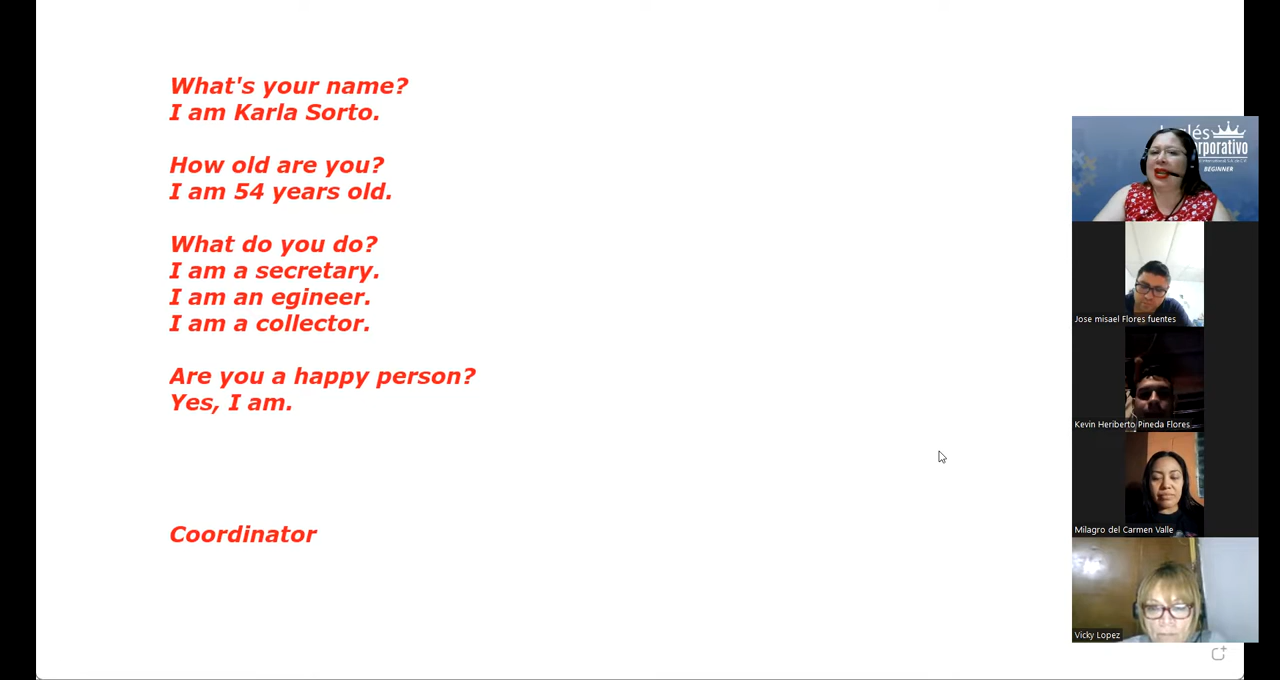 What's your name?
I am Karla Sorto.
How old are you?
I am 54 years old.
What do you do?
I am a secretary.
I am an egineer.
I am a collector.
Are you a happy person?
Yes, I am.
Coordinator
BEGINNER
Jose misael Flores fuentes
Kevin Heriberto Pineda Flores
Milagro del Carmen Valle
Vicky Lopez